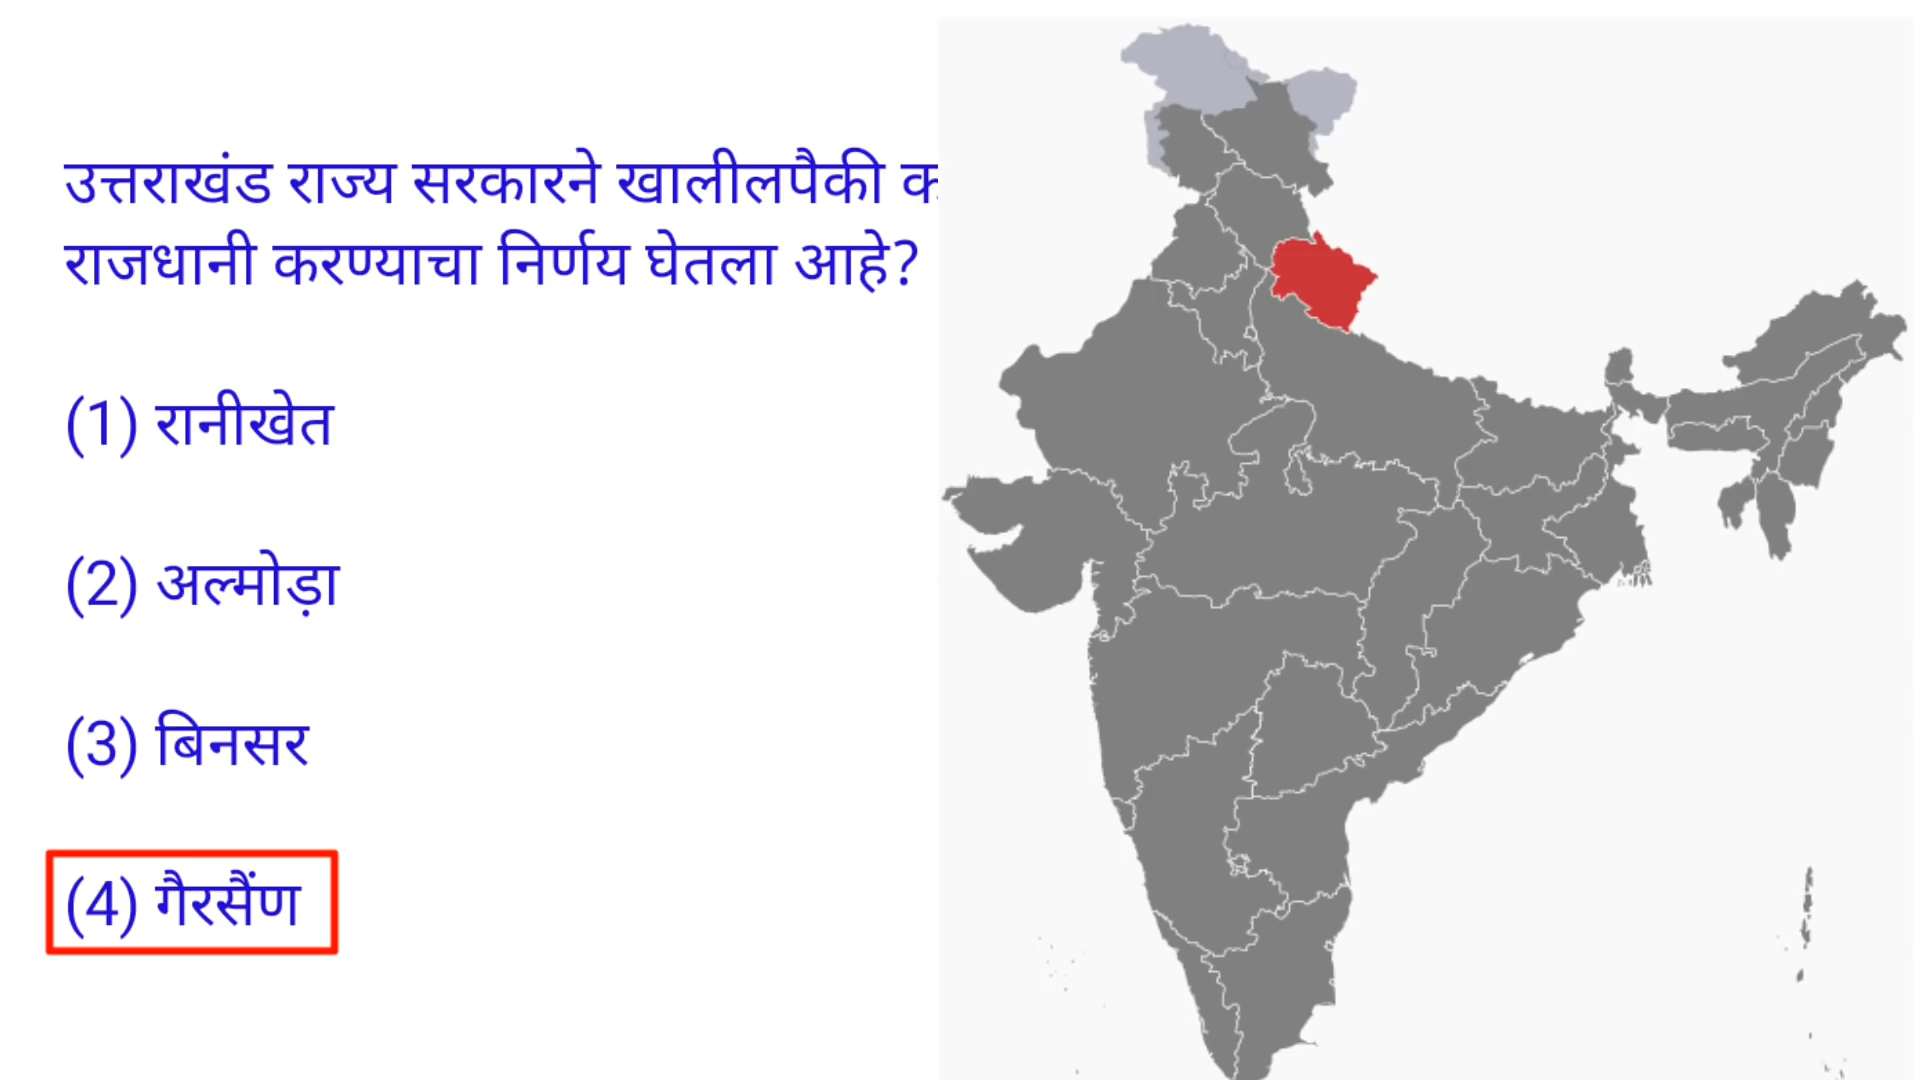 उत्तराखंड राज्य सरकारने खालीलपैकी
राजधानी करण्याचा निर्णय घेतला आहे?
(1) रानीखेत
(2) अल्मोड़ा
(3) बिनसर
(4) गैरसैंण